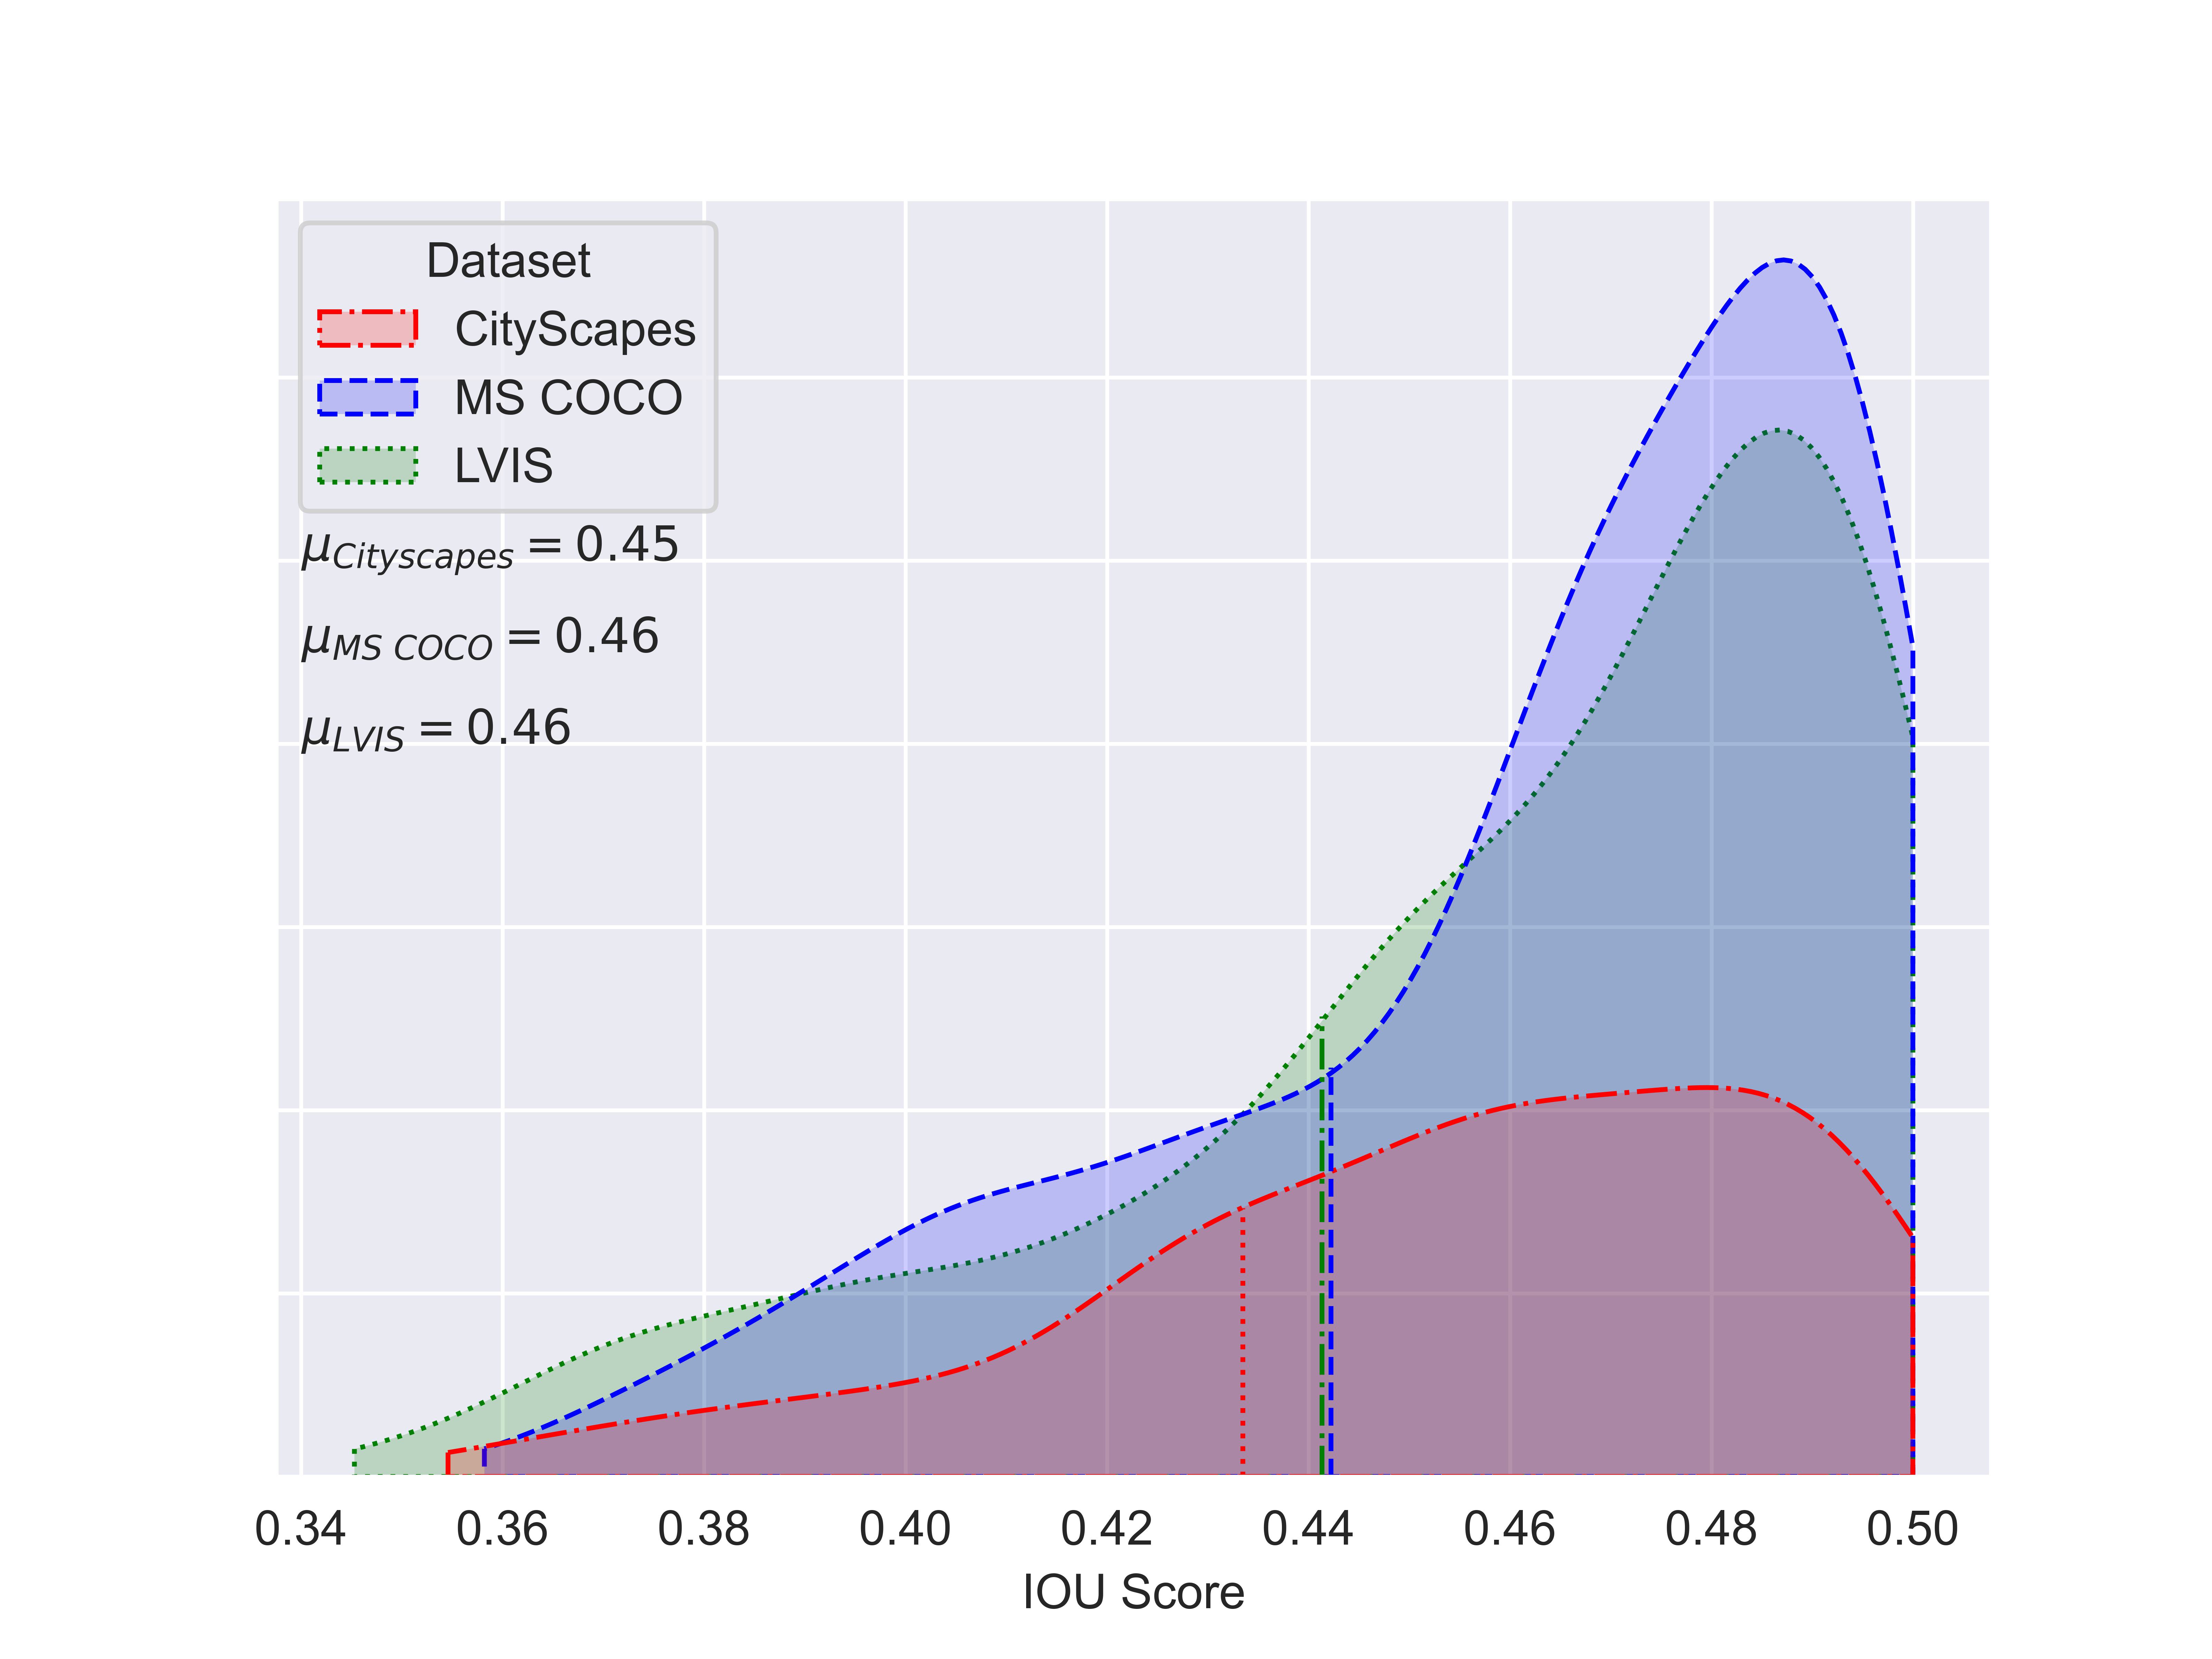 Dataset
CityScapes
MS COCO
LVIS
μCityscapes = 0.45
μMS COCO = 0.46
μLVIS = 0.46
0.34 0.36 0.38 0.40 0.42 0.44 0.46 0.48 0.50
IOU Score